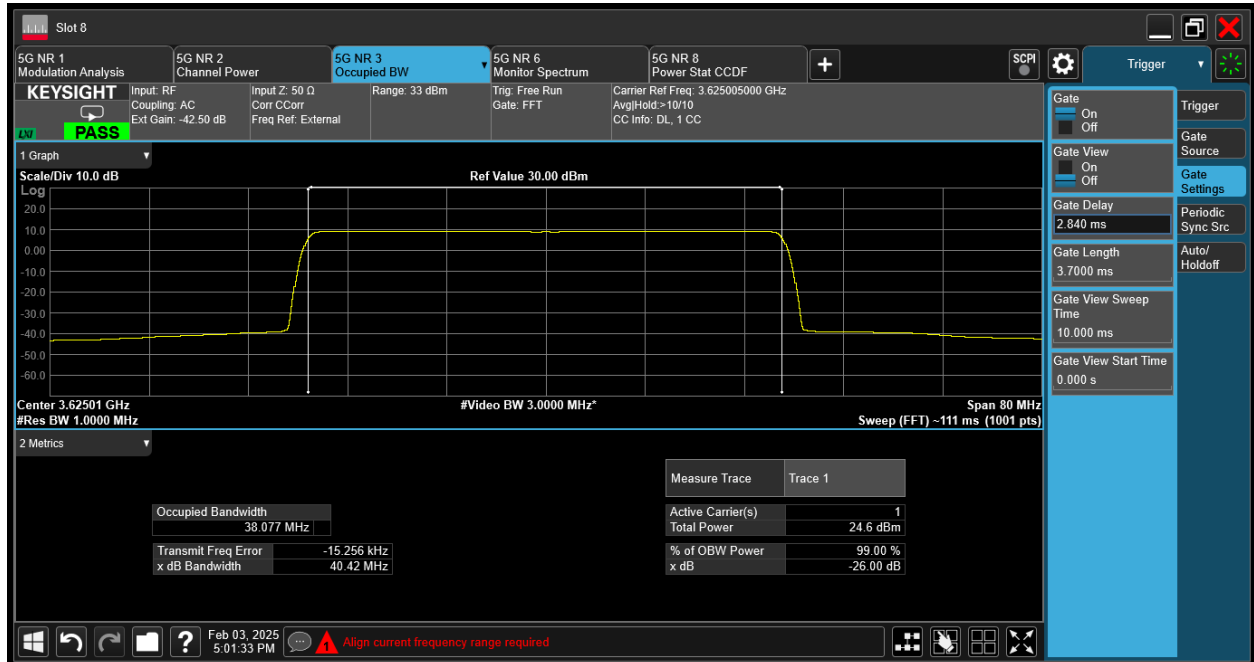 Slot 8
5G NR 1
Modulation Analysis
5G NR 2
Channel Power
5G NR 3
Occupied BW
5G NR 6
Monitor Spectrum
5G NR 8
Power Stat CCDF
SCPI
Trigger
KEYSIGHT
LXI
PASS
Input: RF
Coupling: AC
Ext Gain: -42.50 dB
Input Z: 50 Ω
Corr CCorr
Freq Ref: External
Range: 33 dBm
Trig: Free Run
Gate: FFT
Carrier Ref Freq: 3.625005000 GHz
Avg|Hold:>10/10
CC Info: DL, 1 CC
1 Graph
Scale/Div 10.0 dB
Ref Value 30.00 dBm
Log
20.0
10.0
0.00
-10.0
-20.0
-30.0
-40.0
-50.0
-60.0
Center 3.62501 GHz
#Video BW 3.0000 MHz*
Span 80 MHz
#Res BW 1.0000 MHz
Sweep (FFT) ~111 ms (1001 pts)
2 Metrics
Measure Trace Trace 1
Occupied Bandwidth
38.077 MHz
Active Carrier(s) 1
Total Power 24.6 dBm
Transmit Freq Error -15.256 kHz
x dB Bandwidth 40.42 MHz
% of OBW Power 99.00 %
x dB -26.00 dB
Gate
On
Off
Gate View
On
Off
Gate Delay
2.840 ms
Gate Length
3.7000 ms
Gate View Sweep
Time
10.000 ms
Gate View Start Time
0.000 s
Trigger
Gate
Source
Gate
Settings
Periodic
Sync Src
Auto/
Holdoff
?
Feb 03, 2025
5:01:33 PM
1
Align current frequency range required